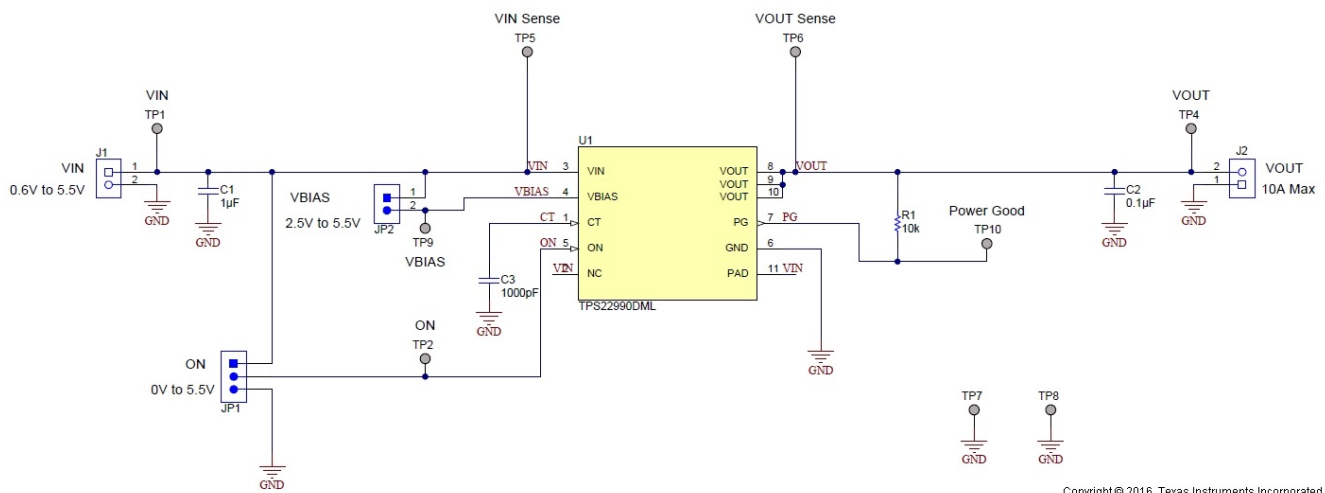 VIN Sense
TP5
VOUT Sense
TP6
VIN
TP1
VOUT
TP4
U1
J1
VIN
0.6V to 5.5V
1
2
GND
C1
1µF
GND
VBIAS
2.5V to 5.5V
JP2
1
2
TP9
VBIAS
VIN
3
VIN
VBIAS
4
VBIAS
CT
1
CT
ON
5
ON
VIN
NC
TPS22990DML
VOUT
8
VOUT
VOUT
9
VOUT
10
PG
7
PG
GND
6
PAD
11
VIN
C3
1000pF
GND
R1
10k
Power Good
TP10
C2
0.1µF
GND
J2
2
1
VOUT
10A Max
GND
ON
TP2
ON
0V to 5.5V
JP1
GND
GND
TP7
GND
TP8
GND
Copyright © 2016, Texas Instruments Incorporated